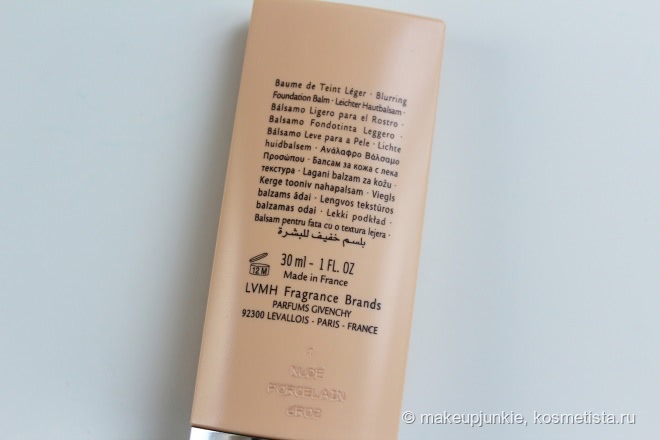 Baume de Teint Léger · Blurring
Foundation Balm · Leichter Hautbalsam ·
Bálsamo Ligero para el Rostro ·
Balsamo Fondotinta Leggero ·
Bálsamo Leve para a Pele · Lichte
huidbalsem · Ανάλαφρο Βάλσαμο
Προσώπου · Балсам за кожа с лека
текстура · Lagani balzam za kožu ·
Kerge tooniv nahapalsam · Viegls
balzams ādai · Lengvos tekstūros
balzamas odai · Lekki podkład ·
Balsam pentru fata cu o textura lejera ·
بلسم خفيف للبشرة
12 M
30 ml - 1 FL. OZ
Made in France
LVMH Fragrance Brands
PARFUMS GIVENCHY
92300 LEVALLOIS - PARIS - FRANCE
1
NUDE
PORCELAIN
© makeupjunkie, kosmetista.ru